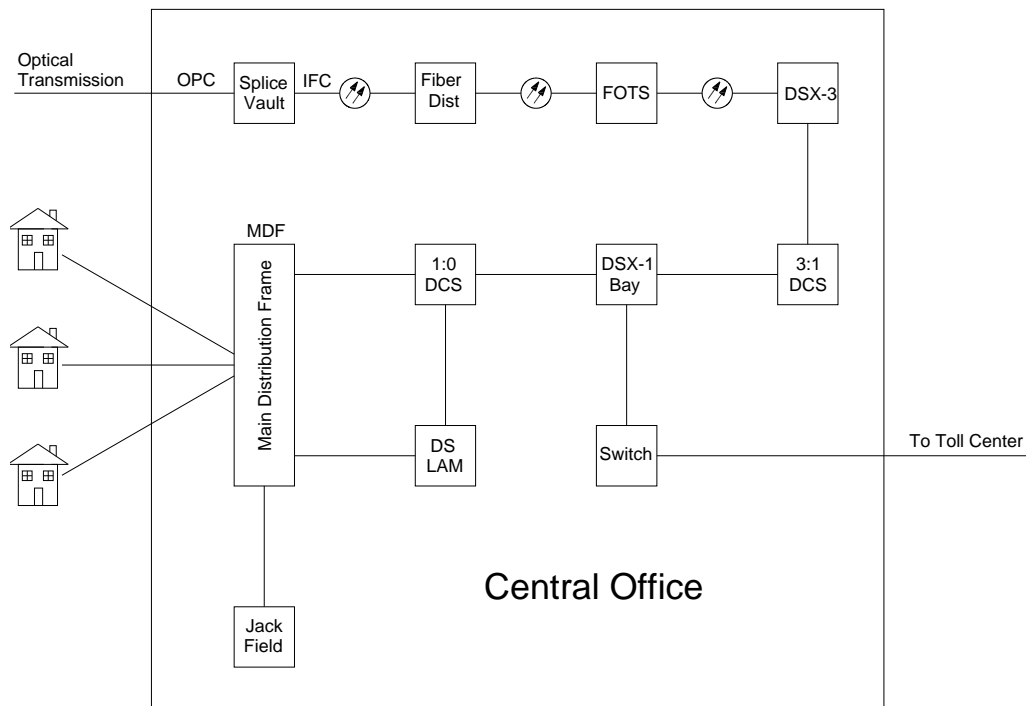 Optical
Transmission
OPC
Splice
Vault
IFC
Fiber
Dist
FOTS
DSX-3
MDF
Main Distribution Frame
1:0
DCS
DSX-1
Bay
3:1
DCS
DS
LAM
Switch
To Toll Center
Central Office
Jack
Field